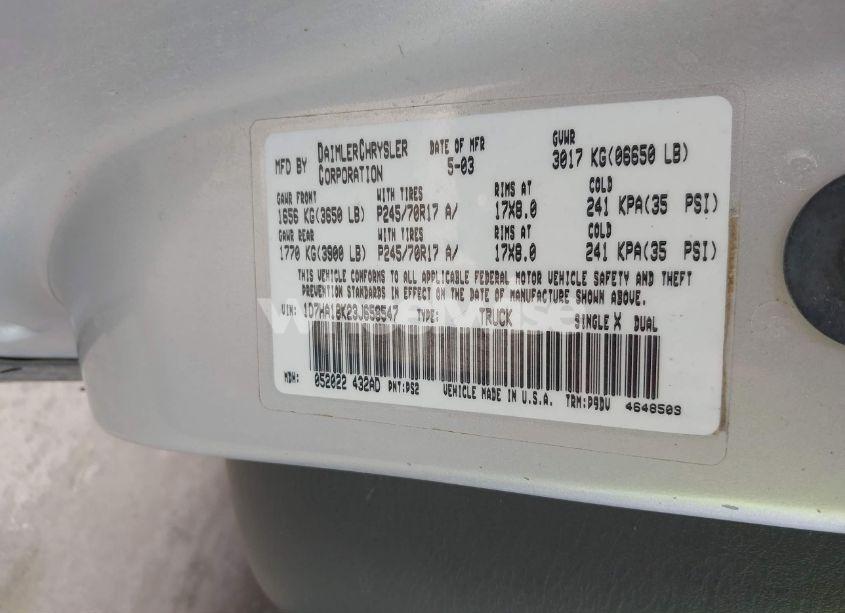 MFD BY DAIMLERCHRYSLER CORPORATION DATE OF MFR 5-03 GVWR 3017 KG(06650 LB)
GAWR FRONT WITH TIRES RIMS AT COLD
1656 KG(3650 LB) P245/70R17 A/ 17X8.0 241 KPA(35 PSI)
GAWR REAR WITH TIRES RIMS AT COLD
1770 KG(3900 LB) P245/70R17 A/ 17X8.0 241 KPA(35 PSI)
THIS VEHICLE CONFORMS TO ALL APPLICABLE FEDERAL MOTOR VEHICLE SAFETY AND THEFT
PREVENTION STANDARDS IN EFFECT ON THE DATE OF MANUFACTURE SHOWN ABOVE.
VIN: TYPE: TRUCK SINGLE X DUAL
MDH: 052022 432AD PNT:PS2 VEHICLE MADE IN U.S.A. TRM:P9DV 4648509